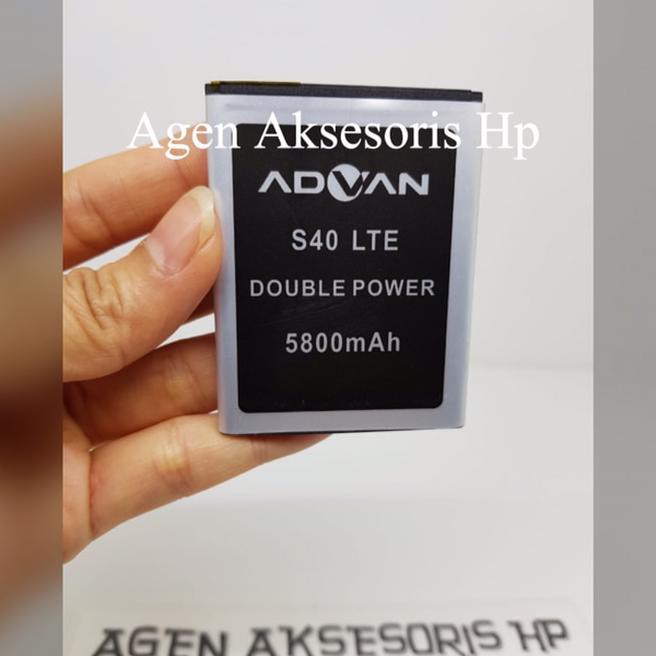 Agen Aksesoris Hp
ADVAN
S40 LTE
DOUBLE POWER
5800mAh
AGEN AKSESORIS HP